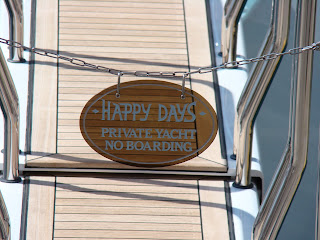 HAPPY DAYS
PRIVATE YACHT
NO BOARDING